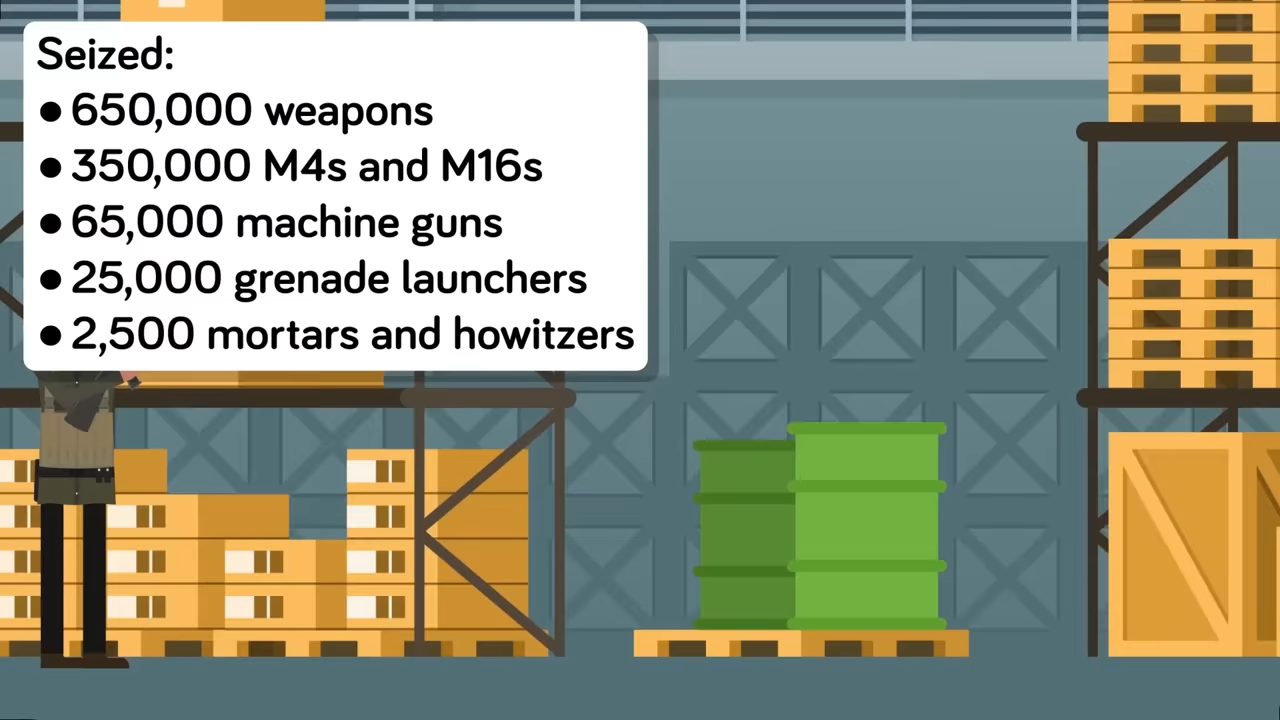 Seized:
● 650,000 weapons
● 350,000 M4s and M16s
● 65,000 machine guns
● 25,000 grenade launchers
● 2,500 mortars and howitzers